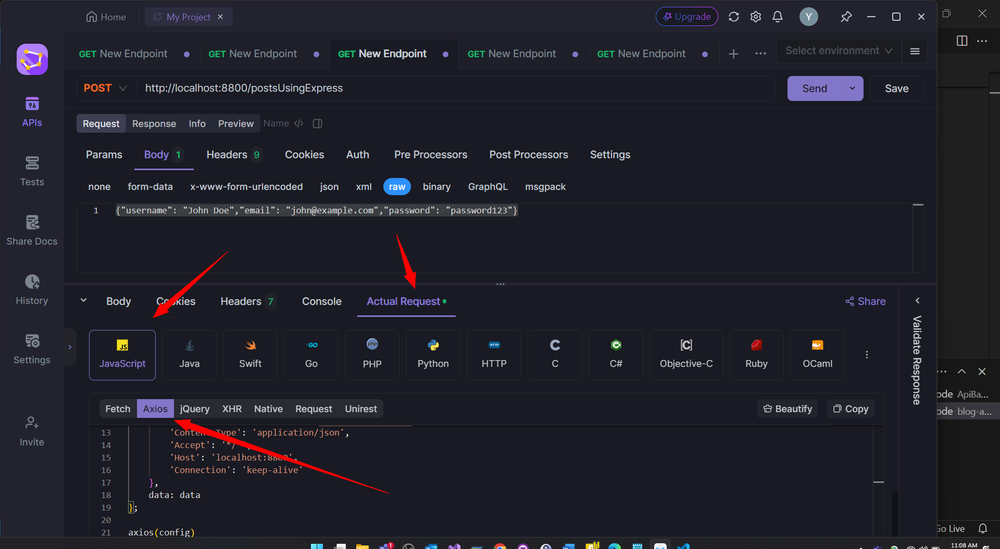 Home
My Project
Upgrade
Y
GET New Endpoint
GET New Endpoint
GET New Endpoint
GET New Endpoint
GET New Endpoint
Select environment
APIs
Tests
Share Docs
History
Settings
Invite
POST
http://localhost:8800/postsUsingExpress
Send
Save
Request
Response
Info
Preview
Name
Params
Body 1
Headers 9
Cookies
Auth
Pre Processors
Post Processors
Settings
none
form-data
x-www-form-urlencoded
json
xml
raw
binary
GraphQL
msgpack
1 {"username": "John Doe","email": "john@example.com","password": "password123"}
Body
Cookies
Headers 7
Console
Actual Request
Share
Validate Response
JS
JavaScript
Java
Swift
GO
Go
php
PHP
Python
HTTP
HTTP
C
C
C#
[C]
Objective-C
Ruby
OCaml
Fetch
Axios
jQuery
XHR
Native
Request
Unirest
Beautify
Copy
13 'Content-Type': 'application/json',
14 'Accept': '*/
15 'Host': 'localhost:8800',
16 'Connection': 'keep-alive'
17 },
18 data: data
19 };
20
21 axios(config)
ode ApiBa...
ode blog-a...
Go Live
1
11:08 AM